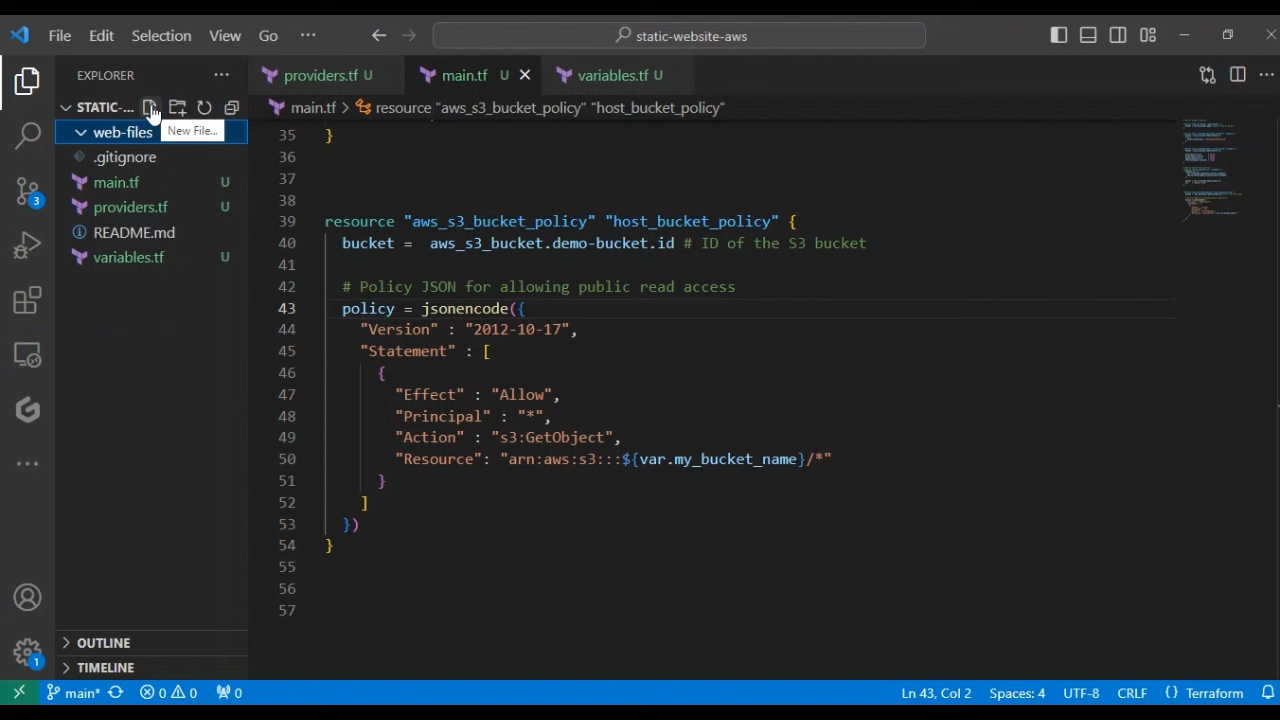 File Edit Selection View Go ··· static-website-aws
EXPLORER ···
STATIC-...
New File...
web-files
.gitignore
main.tf U
providers.tf U
README.md
variables.tf U
OUTLINE
TIMELINE
providers.tf U main.tf U variables.tf U
main.tf > resource "aws_s3_bucket_policy" "host_bucket_policy"
35 }
36
37
38
39 resource "aws_s3_bucket_policy" "host_bucket_policy" {
40 bucket = aws_s3_bucket.demo-bucket.id # ID of the S3 bucket
41
42 # Policy JSON for allowing public read access
43 policy = jsonencode({
44 "Version" : "2012-10-17",
45 "Statement" : [
46 {
47 "Effect" : "Allow",
48 "Principal" : "*",
49 "Action" : "s3:GetObject",
50 "Resource": "arn:aws:s3:::${var.my_bucket_name}/*"
51 }
52 ]
53 })
54 }
55
56
57
3
1
main* 0 0 0 Ln 43, Col 2 Spaces: 4 UTF-8 CRLF {} Terraform